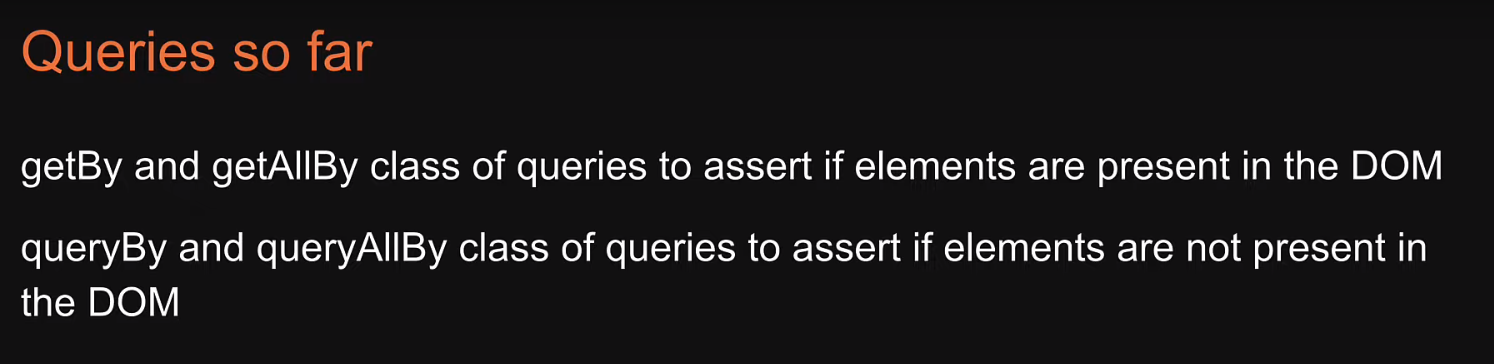 Queries so far
getBy and getAllBy class of queries to assert if elements are present in the DOM
queryBy and queryAllBy class of queries to assert if elements are not present in
the DOM